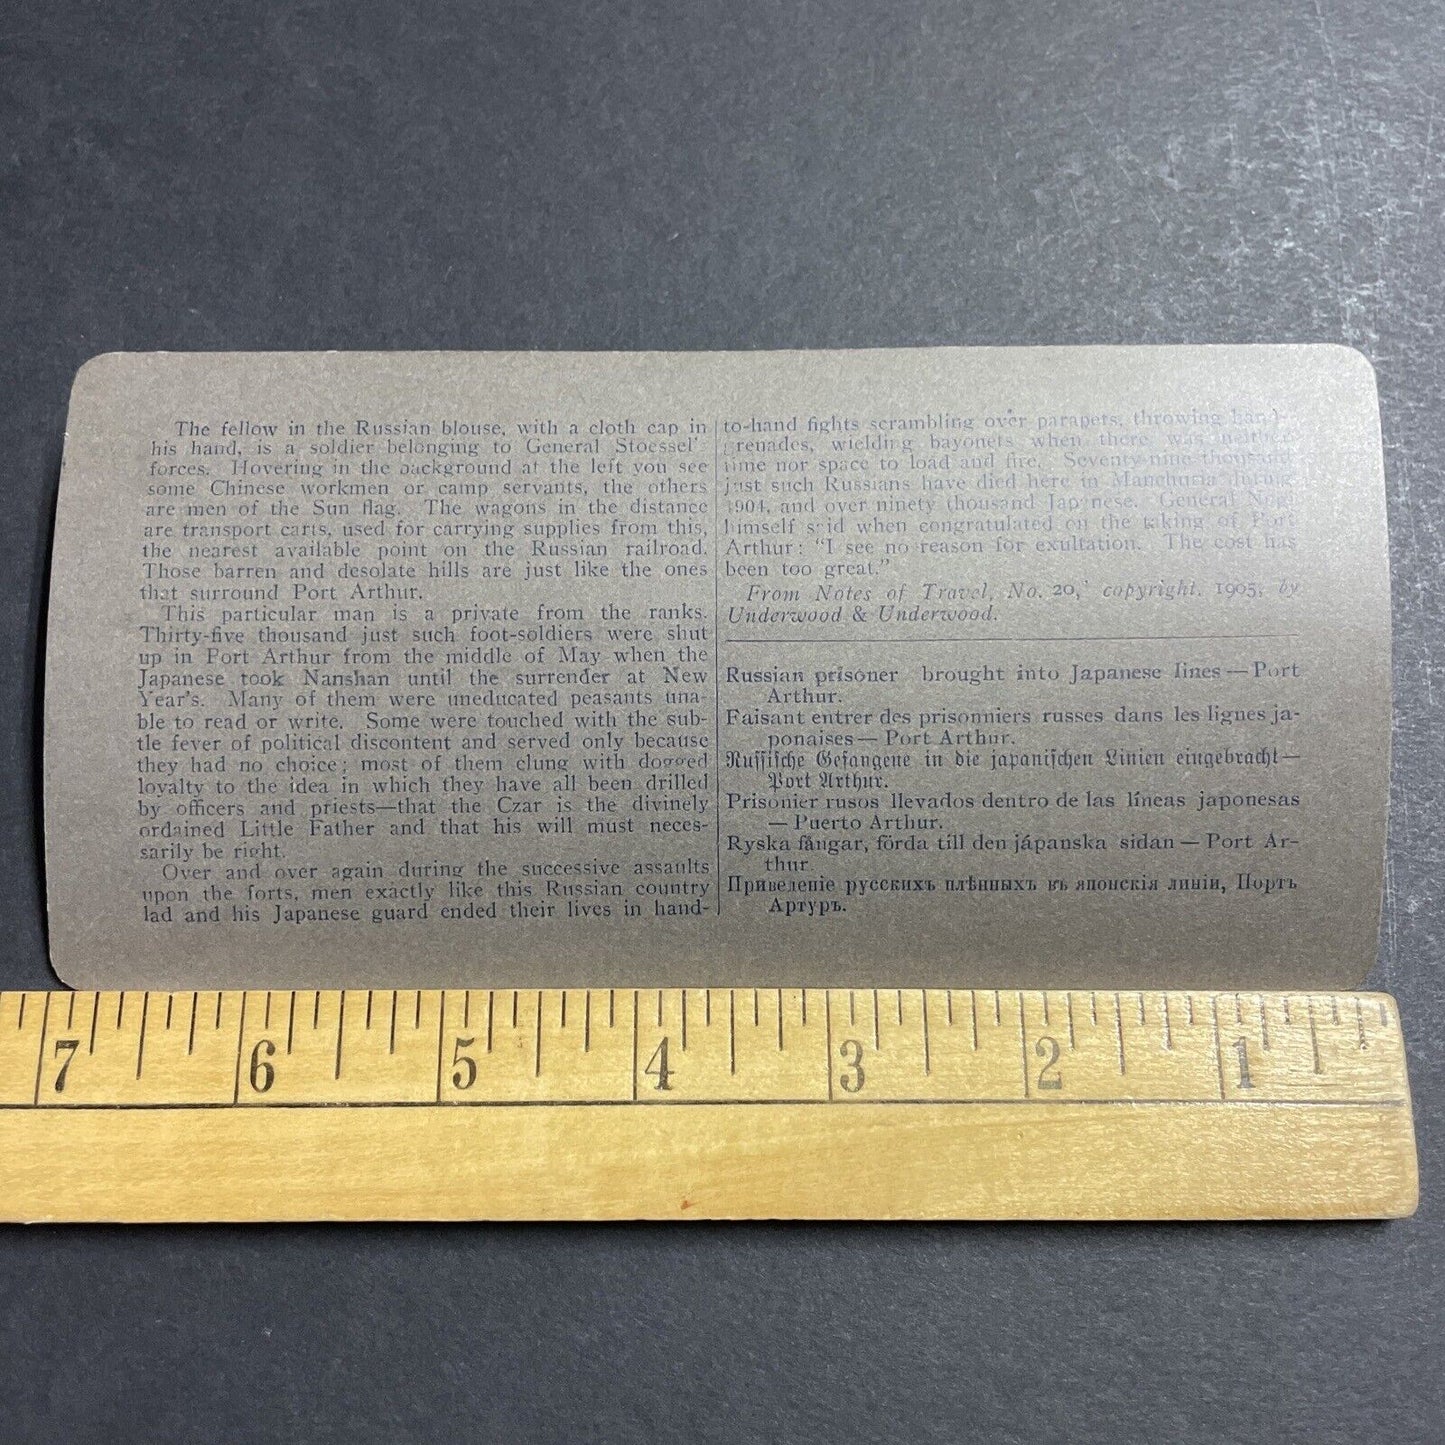 The fellow in the Russian blouse, with a cloth cap in
his hand, is a soldier belonging to General Stoessel'
forces. Hovering in the background at the left you see
some Chinese workmen or camp servants, the others
are men of the Sun flag. The wagons in the distance
are transport carts, used for carrying supplies from this,
the nearest available point on the Russian railroad.
Those barren and desolate hills are just like the ones
that surround Port Arthur.
This particular man is a private from the ranks.
Thirty-five thousand just such foot-soldiers were shut
up in Port Arthur from the middle of May when the
Japanese took Nanshan until the surrender at New
Year's. Many of them were uneducated peasants una-
ble to read or write. Some were touched with the sub-
tle fever of political discontent and served only because
they had no choice; most of them clung with dogged
loyalty to the idea in which they have all been drilled
by officers and priests—that the Czar is the divinely
ordained Little Father and that his will must neces-
sarily be right.
Over and over again during the successive assaults
upon the forts, men exactly like this Russian country
lad and his Japanese guard ended their lives in hand-
to-hand fights scrambling over parapets, throwing hand-
grenades, wielding bayonets when there was neither
time nor space to load and fire. Seventy-nine thousand
just such Russians have died here in Manchuria during
1904, and over ninety thousand Japanese. General Nogi
himself said when congratulated on the taking of Port
Arthur: "I see no reason for exultation. The cost has
been too great."
From Notes of Travel, No. 20, copyright, 1905, by
Underwood & Underwood.
Russian prisoner brought into Japanese lines — Port
Arthur.
Faisant entrer des prisonniers russes dans les lignes ja-
ponaises — Port Arthur.
Russische Gefangene in die japanischen Linien eingebracht —
Port Arthur.
Prisonier rusos llevados dentro de las líneas japonesas
— Puerto Arthur.
Ryska fångar, förda till den jápanska sidan — Port Ar-
thur.
Приведеніе русскихъ плѣнныхъ въ японскія линіи, Портъ
Артуръ.
7 6 5 4 3 2 1